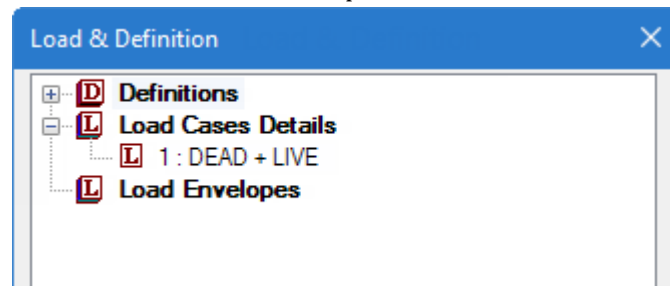 Load & Definition
D Definitions
L Load Cases Details
L 1 : DEAD + LIVE
L Load Envelopes